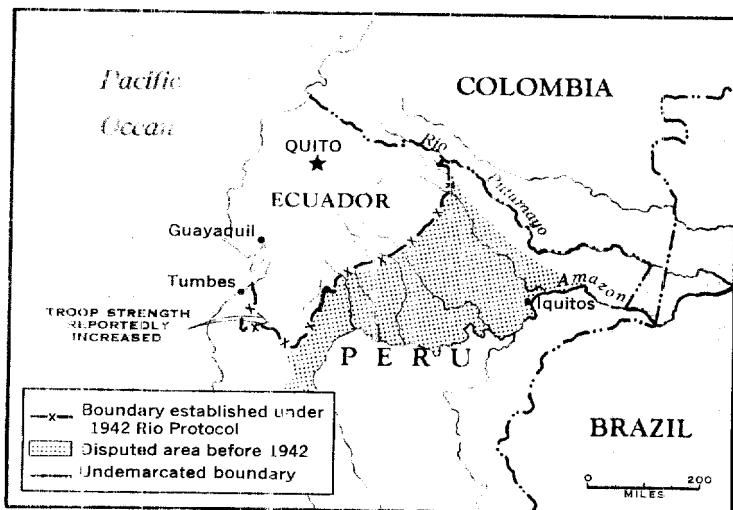 Pacific
Ocean
COLOMBIA
QUITO
Rio
Putumayo
ECUADOR
Guayaquil
Tumbes
Amazon
Iquitos
TROOP STRENGTH
REPORTEDLY
INCREASED
PERU
Boundary established under
1942 Rio Protocol
Disputed area before 1942
Undemarcated boundary
BRAZIL
0 200
MILES